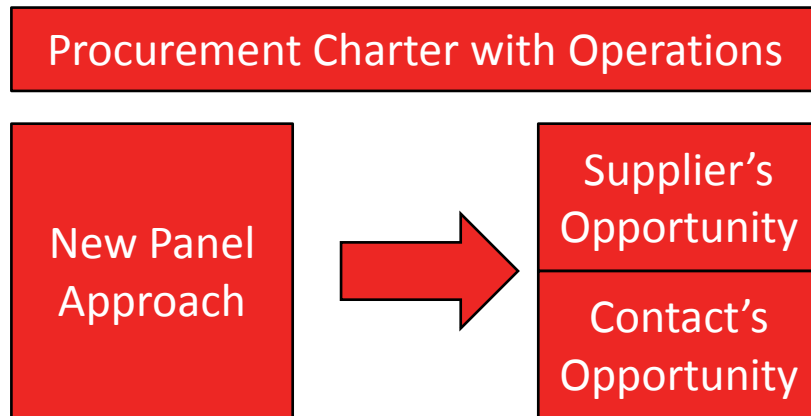 Procurement Charter with Operations
New Panel
Approach
Supplier’s
Opportunity
Contact’s
Opportunity